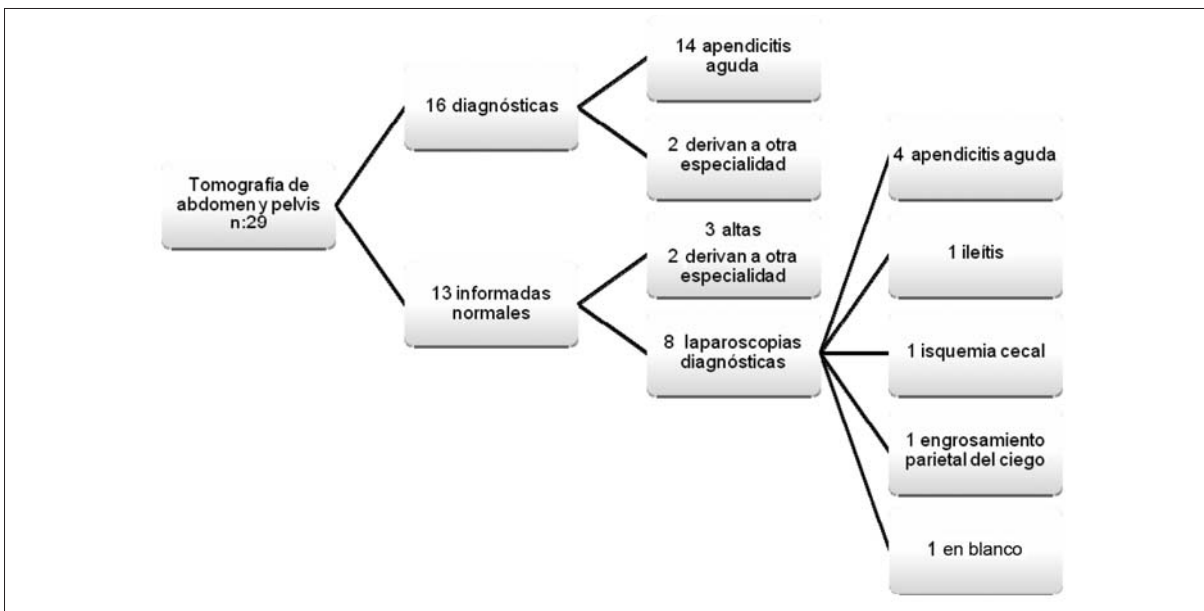 Tomografía de
abdomen y pelvis
n:29
16 diagnósticas
13 informadas
normales
14 apendicitis
aguda
2 derivan a otra
especialidad
3 altas
2 derivan a otra
especialidad
8 laparoscopias
diagnósticas
4 apendicitis aguda
1 ileítis
1 isquemia cecal
1 engrosamiento
parietal del ciego
1 en blanco